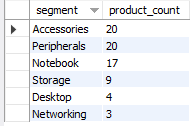 segment product_count
Accessories 20
Peripherals 20
Notebook 17
Storage 9
Desktop 4
Networking 3